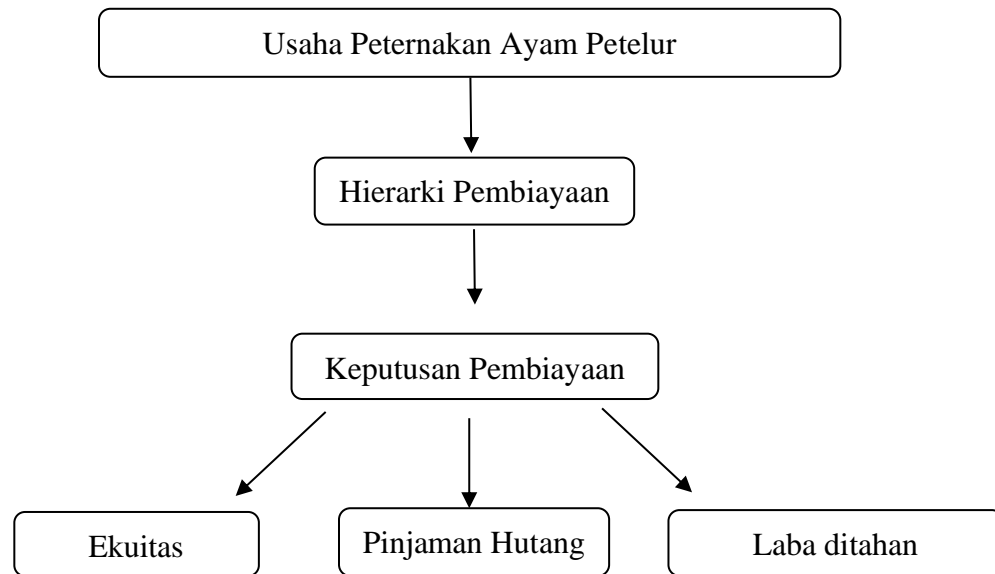 Usaha Peternakan Ayam Petelur
Hierarki Pembiayaan
Keputusan Pembiayaan
Ekuitas
Pinjaman Hutang
Laba ditahan